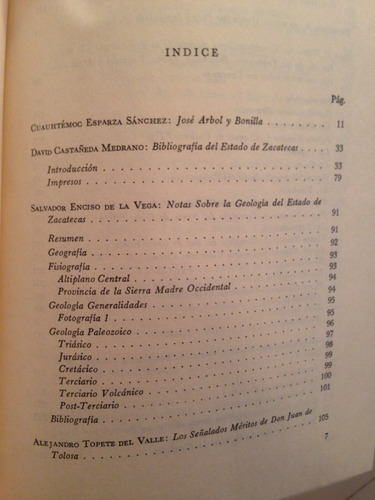 INDICE
Pág.
CUAUHTÉMOC ESPARZA SÁNCHEZ: José Arbol y Bonilla . . . . . . . . 11
DAVID CASTAÑEDA MEDRANO: Bibliografía del Estado de Zacatecas . . 33
Introducción . . . . . . . . . . . . . . . . . . . . 33
Impresos . . . . . . . . . . . . . . . . . . . . 79
SALVADOR ENCISO DE LA VEGA: Notas Sobre la Geología del Estado de
Zacatecas . . . . . . . . . . . . . . . . . . . . 91
Resumen . . . . . . . . . . . . . . . . . . . . 91
Geografía . . . . . . . . . . . . . . . . . . . . 92
Fisiografía . . . . . . . . . . . . . . . . . . . . 93
Altiplano Central . . . . . . . . . . . . . . . . 93
Provincia de la Sierra Madre Occidental . . . . . . . . 94
Geología Generalidades . . . . . . . . . . . . . . . . 95
Fotografía 1 . . . . . . . . . . . . . . . . 95
Geología Paleozoico . . . . . . . . . . . . . . . . 96
Triásico . . . . . . . . . . . . . . . . 97
Jurásico . . . . . . . . . . . . . . . . 98
Cretácico . . . . . . . . . . . . . . . . 99
Terciario . . . . . . . . . . . . . . . . 99
Terciario Volcánico . . . . . . . . . . . . . . . . 100
Post-Terciario . . . . . . . . . . . . . . . . 101
Bibliografía . . . . . . . . . . . . . . . .
ALEJANDRO TOPETE DEL VALLE: Los Señalados Méritos de Don Juan de
Tolosa . . . . . . . . . . . . . . . . . . . . 105
7